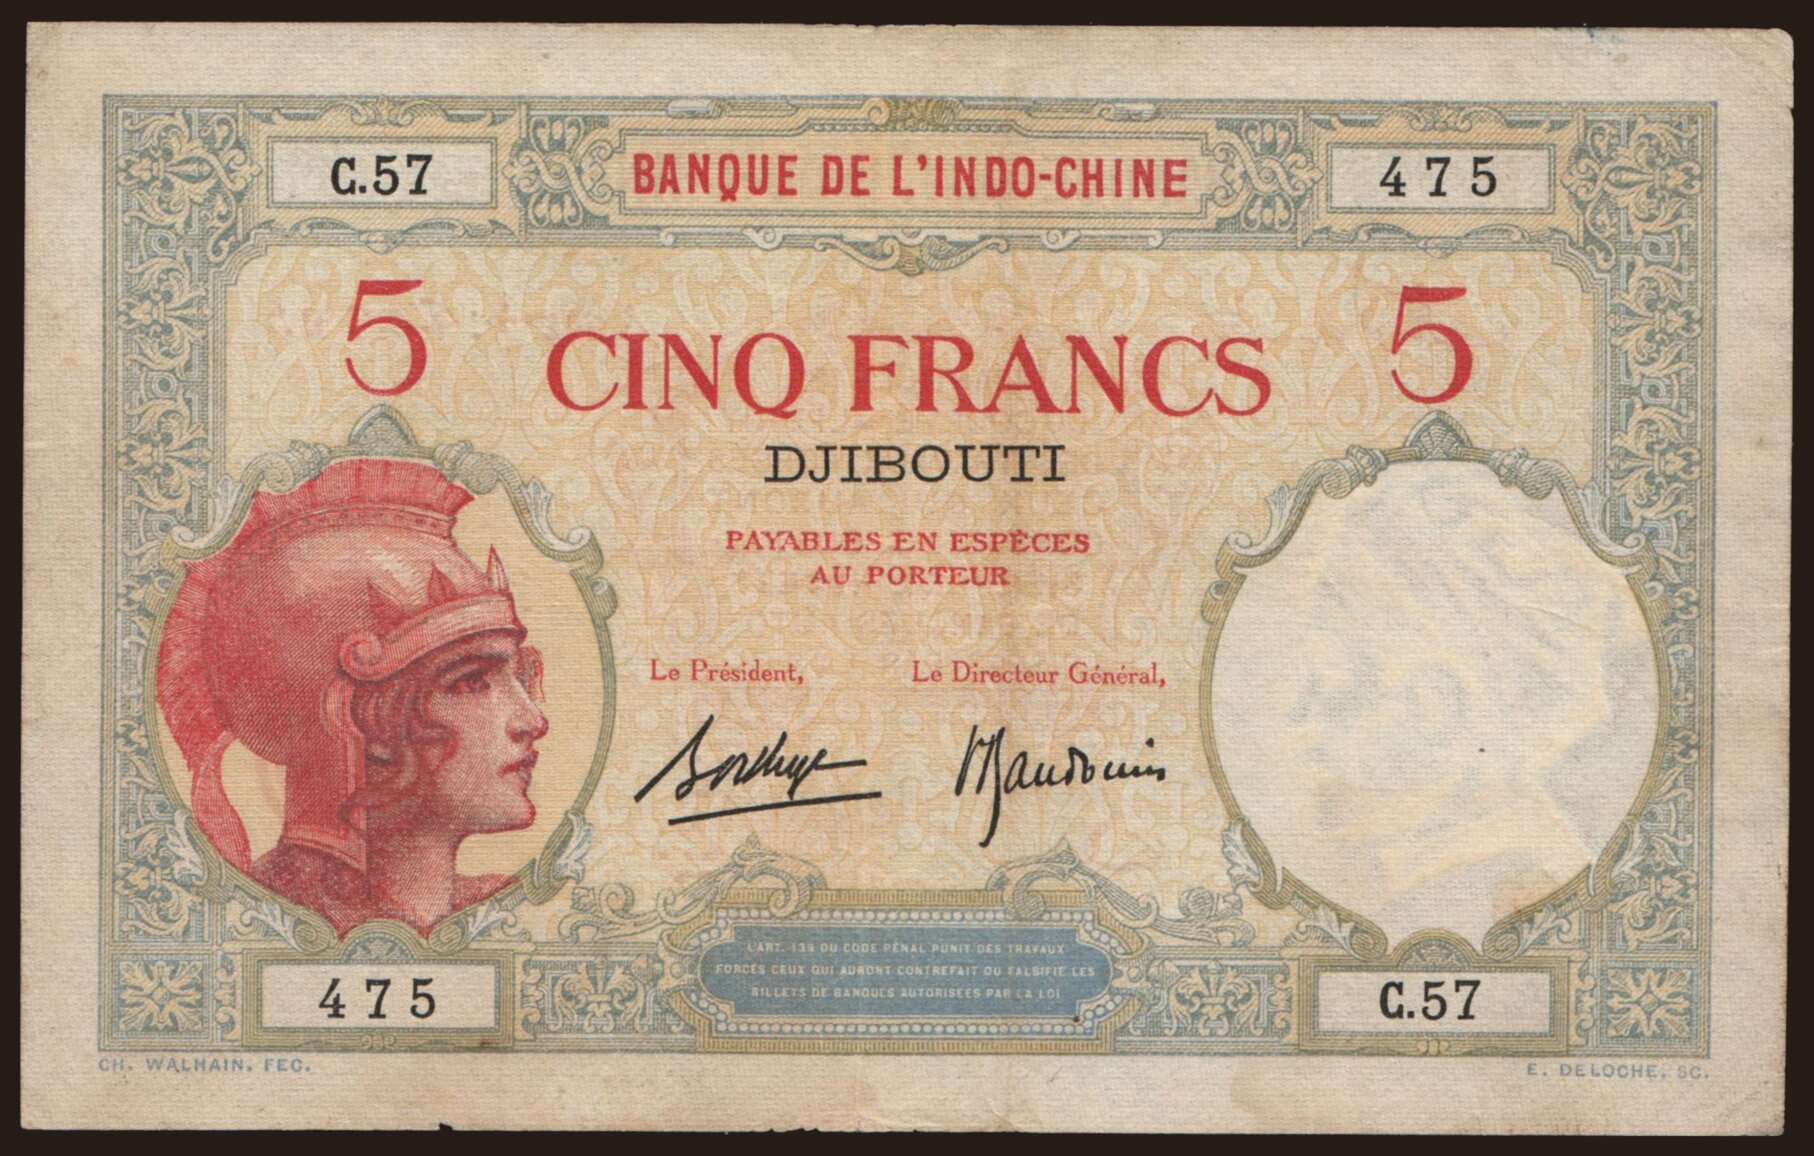 C.57 BANQUE DE L'INDO-CHINE 475
5 CINQ FRANCS 5
DJIBOUTI
PAYABLES EN ESPÈCES
AU PORTEUR
Le Président, Le Directeur Général,
L'ART. 139 DU CODE PÉNAL PUNIT DES TRAVAUX
FORCÉS CEUX QUI AURONT CONTREFAIT OU FALSIFIÉ LES
BILLETS DE BANQUES AUTORISÉES PAR LA LOI
475 C.57
CH. WALHAIN. FEC. E. DELOCHE. SC.